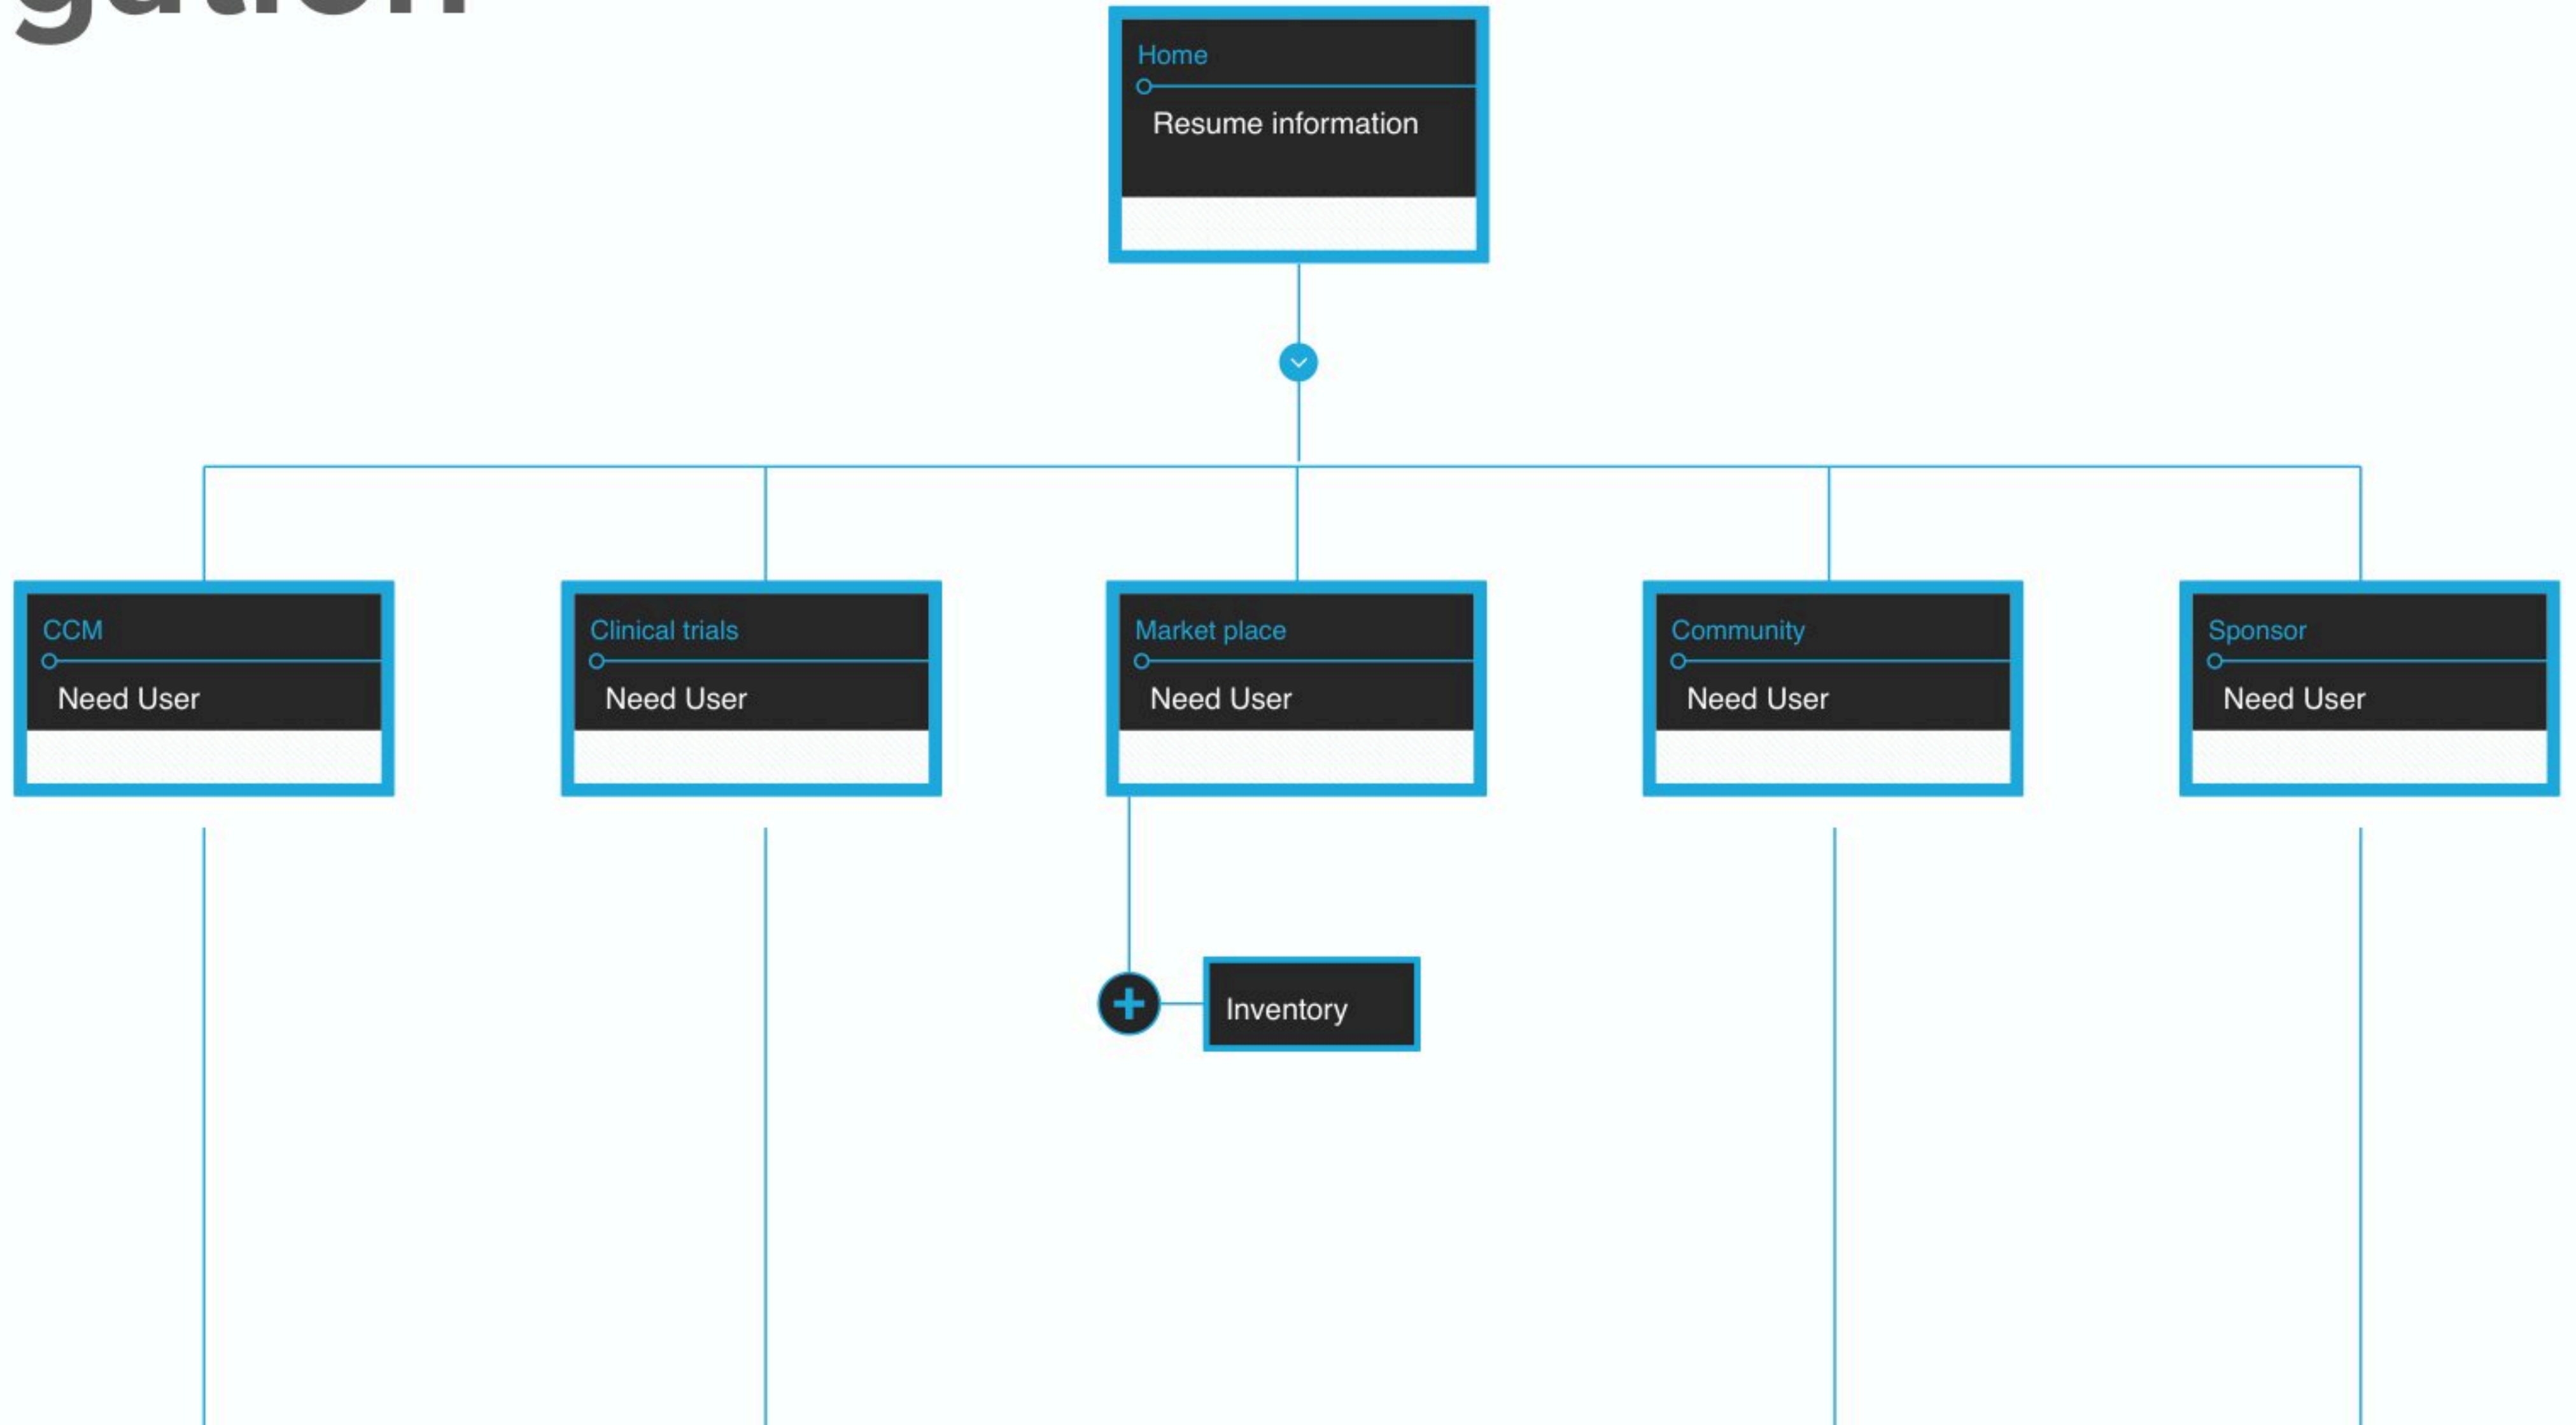 gation
Home
Resume information
CCM
Need User
Clinical trials
Need User
Market place
Need User
Community
Need User
Sponsor
Need User
Inventory